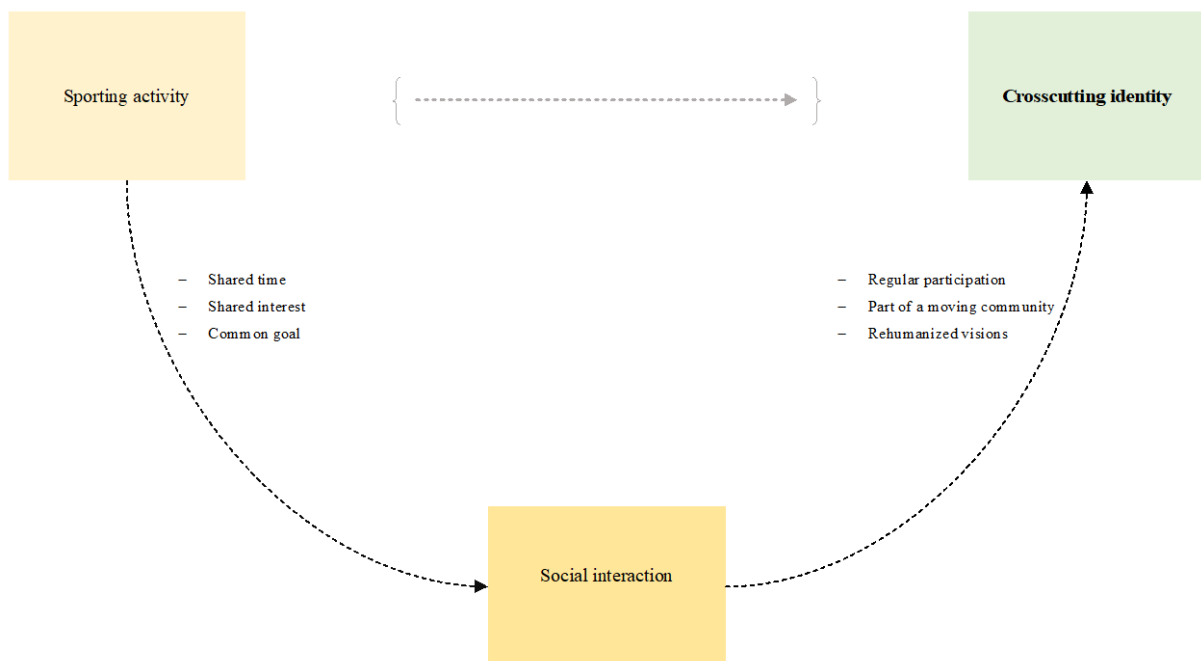 Sporting activity
Crosscutting identity
– Shared time
– Shared interest
– Common goal
– Regular participation
– Part of a moving community
– Rehumanized visions
Social interaction